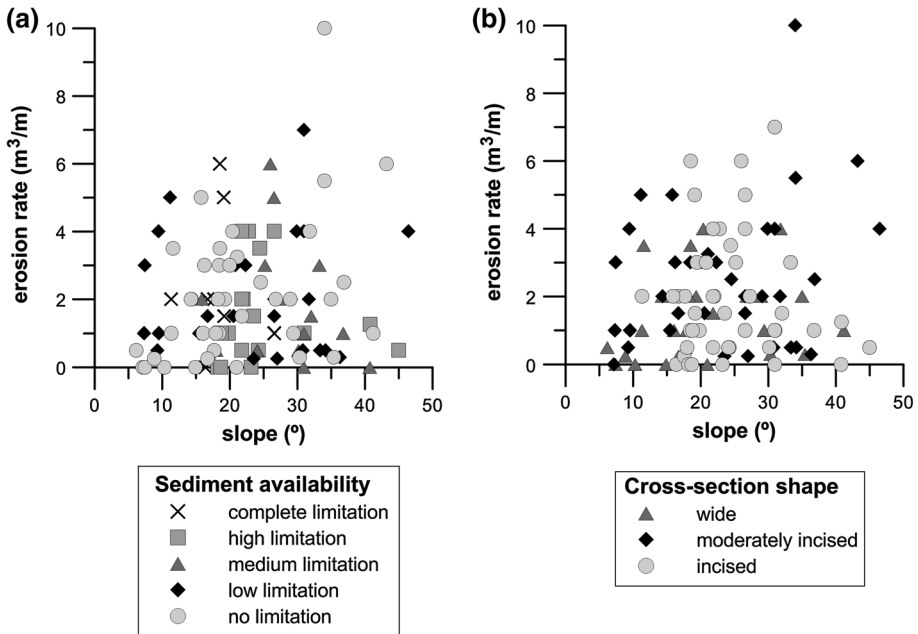 (a)
10
8
6
4
2
0
erosion rate (m³/m)
0 10 20 30 40 50
slope (º)
Sediment availability
complete limitation
high limitation
medium limitation
low limitation
no limitation
(b)
10
8
6
4
2
0
erosion rate (m³/m)
0 10 20 30 40 50
slope (º)
Cross-section shape
wide
moderately incised
incised